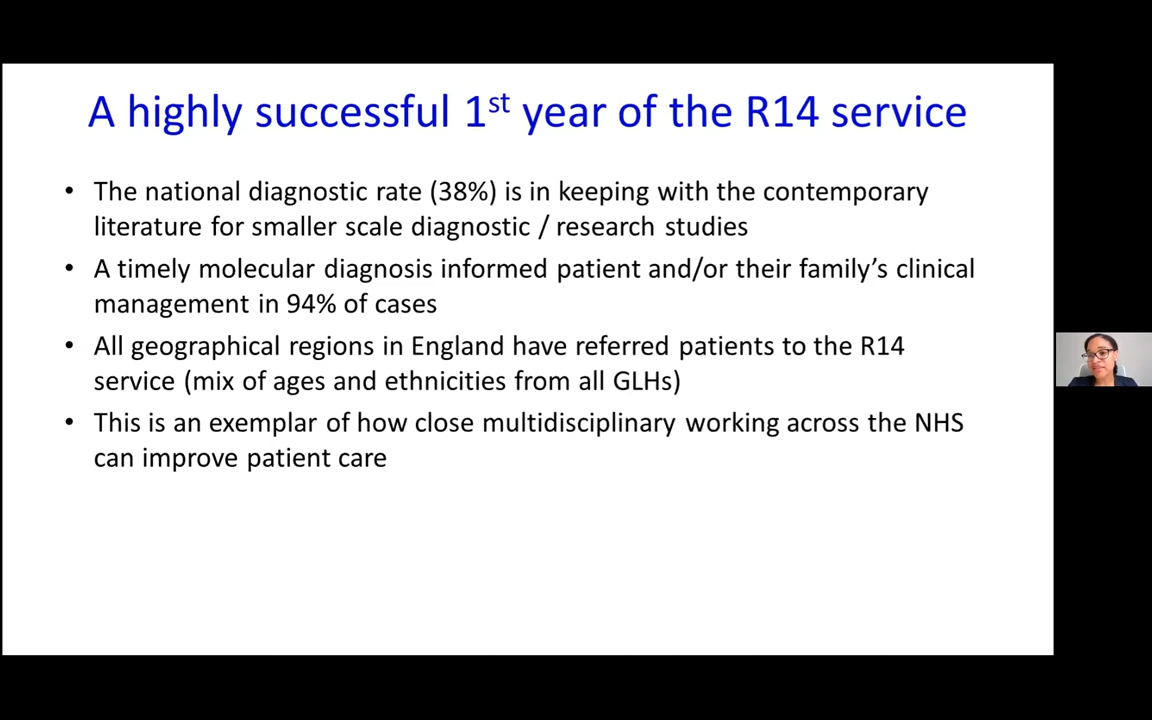 A highly successful 1st year of the R14 service
• The national diagnostic rate (38%) is in keeping with the contemporary
literature for smaller scale diagnostic / research studies
• A timely molecular diagnosis informed patient and/or their family’s clinical
management in 94% of cases
• All geographical regions in England have referred patients to the R14
service (mix of ages and ethnicities from all GLHs)
• This is an exemplar of how close multidisciplinary working across the NHS
can improve patient care